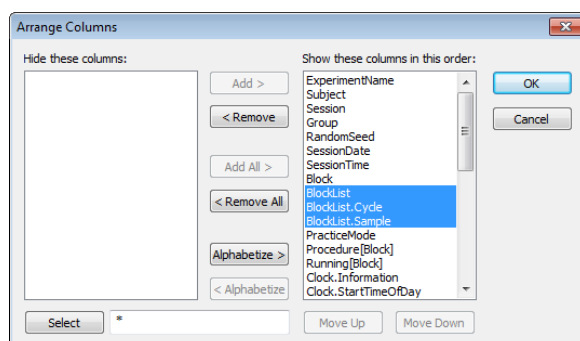 Arrange Columns
Hide these columns:
Show these columns in this order:
Add >
< Remove
Add All >
< Remove All
Alphabetize >
< Alphabetize
ExperimentName
Subject
Session
Group
RandomSeed
SessionDate
SessionTime
Block
BlockList
BlockList.Cycle
BlockList.Sample
PracticeMode
Procedure[Block]
Running[Block]
Clock.Information
Clock.StartTimeOfDay
OK
Cancel
Select
*
Move Up
Move Down